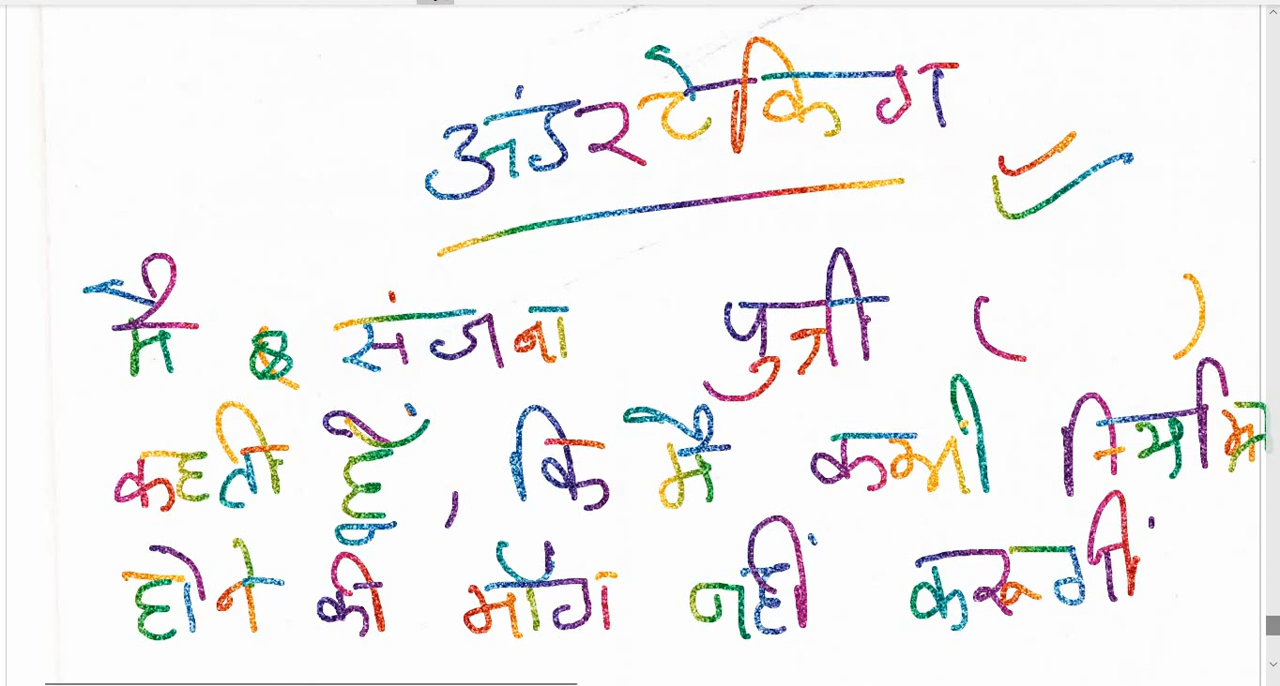 अंडरटेकिंग
मैं संजना पुत्री ( )
कहती हूँ, कि मैं कभी नियमित
होने की माँग नहीं करूगीं